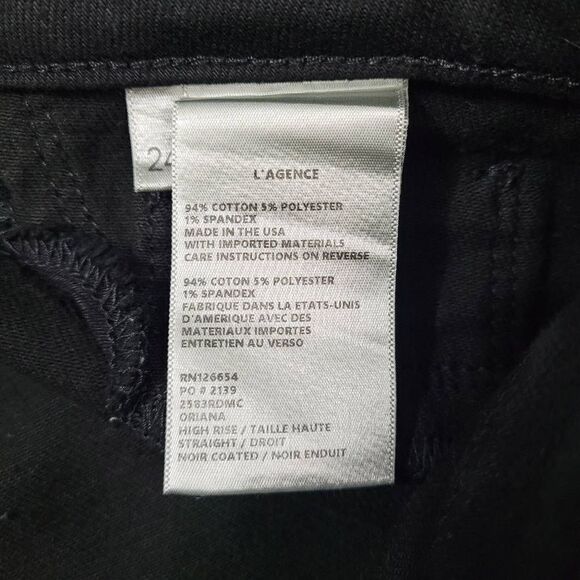 24
L'AGENCE
94% COTTON 5% POLYESTER
1% SPANDEX
MADE IN THE USA
WITH IMPORTED MATERIALS
CARE INSTRUCTIONS ON REVERSE
94% COTON 5% POLYESTER
1% SPANDEX
FABRIQUE DANS LA ETATS-UNIS
D'AMERIQUE AVEC DES
MATERIAUX IMPORTES
ENTRETIEN AU VERSO
RN126654
PO # 2139
2583RDMC
ORIANA
HIGH RISE / TAILLE HAUTE
STRAIGHT / DROIT
NOIR COATED / NOIR ENDUIT